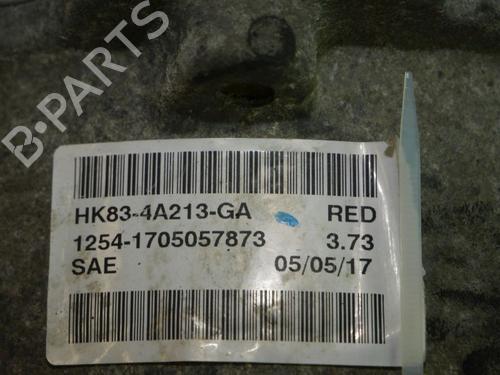 B-PARTS
HK83-4A213-GA RED
1254-1705057873 3.73
SAE 05/05/17